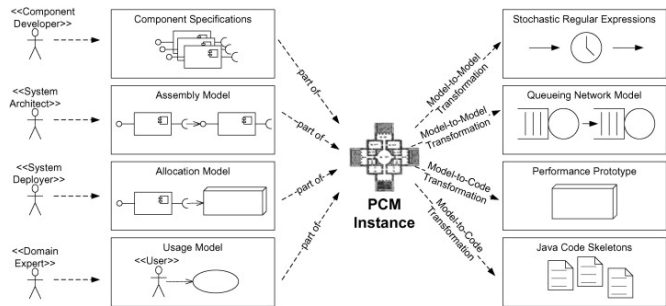 <<Component
Developer>>
Component Specifications
<<System
Architect>>
Assembly Model
<<System
Deployer>>
Allocation Model
<<Domain
Expert>>
Usage Model
<<User>>
part of
part of
part of
part of
PCM
Instance
Model-to-Model
Transformation
Model-to-Model
Transformation
Model-to-Code
Transformation
Model-to-Code
Transformation
Stochastic Regular Expressions
Queueing Network Model
Performance Prototype
Java Code Skeletons